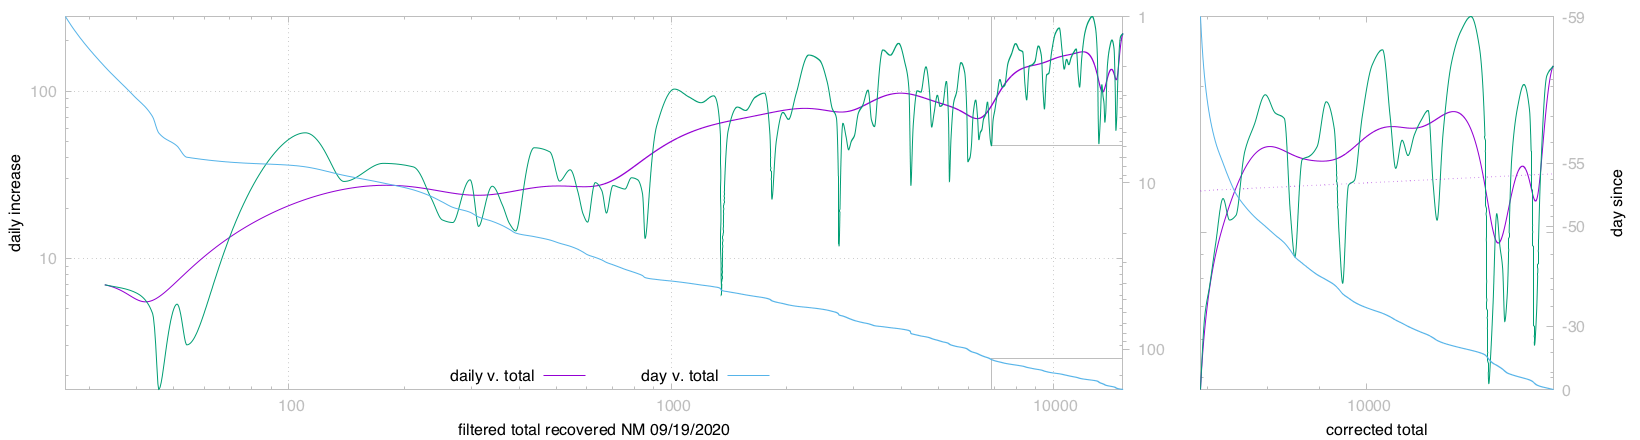 daily increase
100
10
daily v. total
day v. total
100
1000
10000
filtered total recovered NM 09/19/2020
1
10
100
10000
corrected total
-59
-55
-50
-30
0
day since